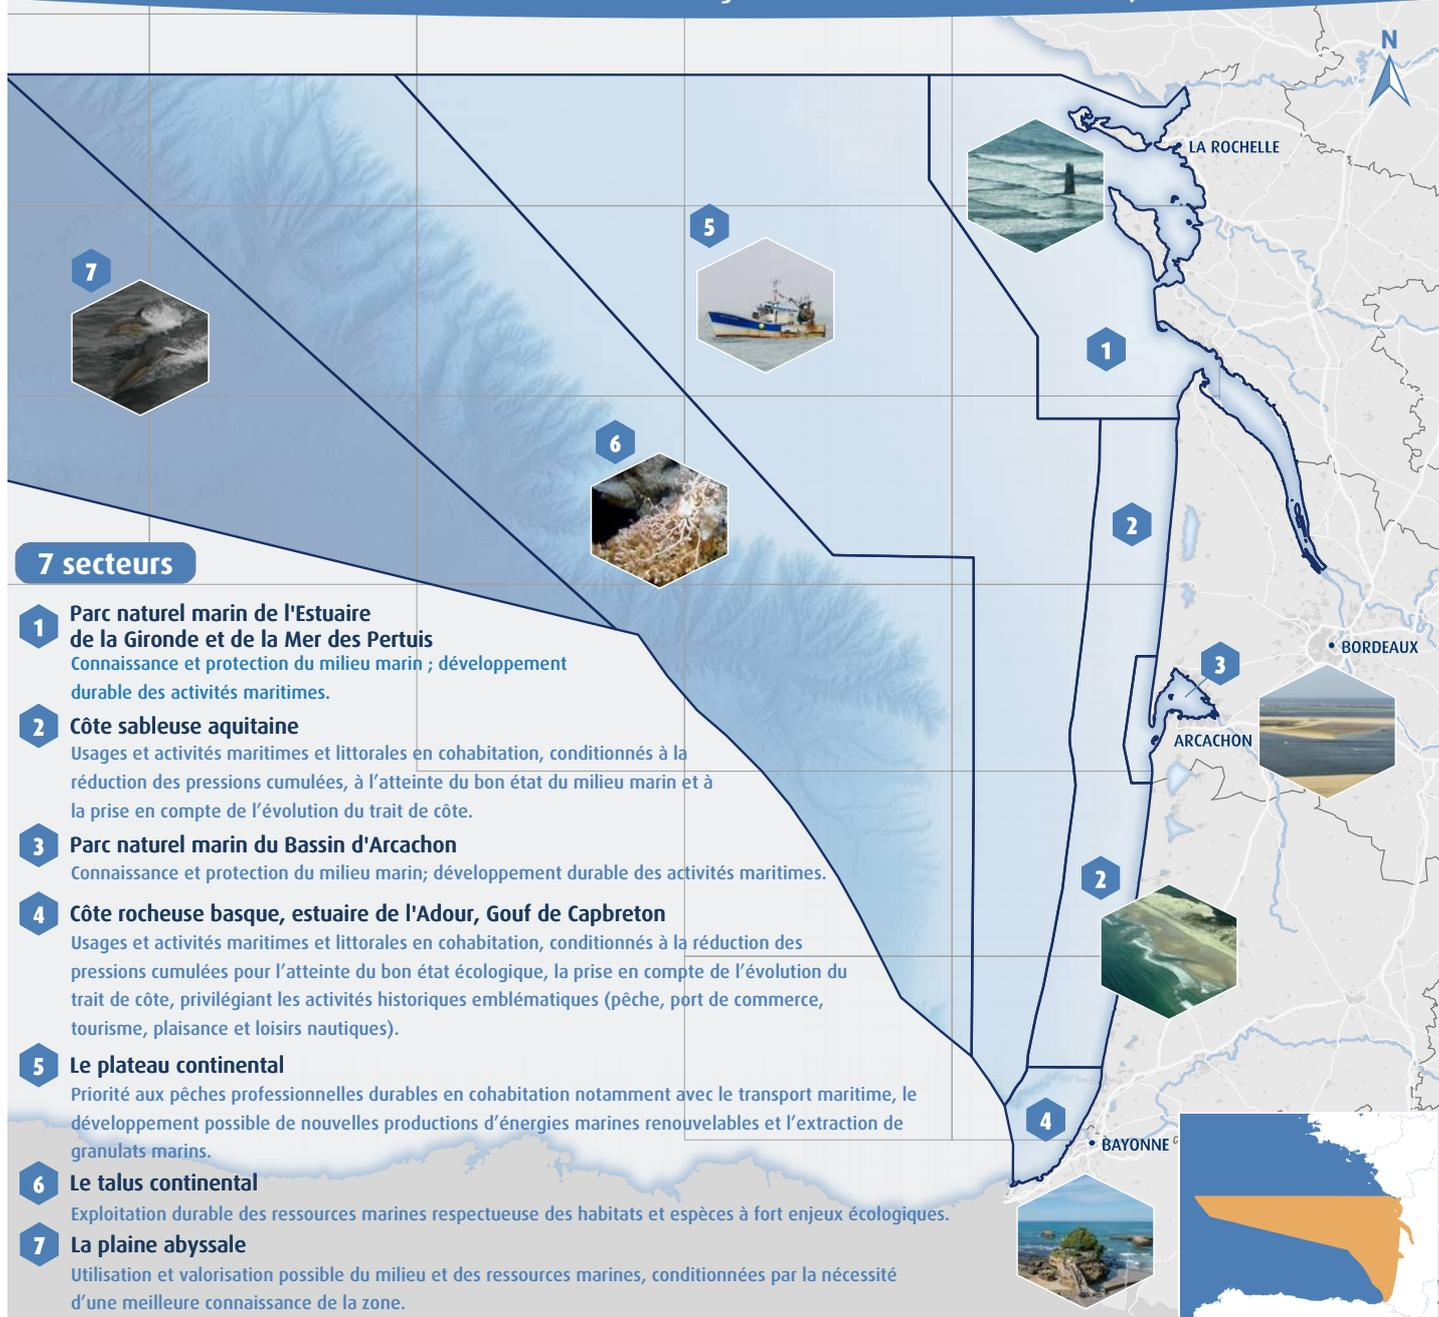 N
LA ROCHELLE
5
7
1
6
2
7 secteurs
1
Parc naturel marin de l'Estuaire
de la Gironde et de la Mer des Pertuis
Connaissance et protection du milieu marin ; développement
durable des activités maritimes.
BORDEAUX
3
ARCACHON
2
Côte sableuse aquitaine
Usages et activités maritimes et littorales en cohabitation, conditionnés à la
réduction des pressions cumulées, à l’atteinte du bon état du milieu marin et à
la prise en compte de l’évolution du trait de côte.
3
Parc naturel marin du Bassin d'Arcachon
Connaissance et protection du milieu marin; développement durable des activités maritimes.
2
4
Côte rocheuse basque, estuaire de l'Adour, Gouf de Capbreton
Usages et activités maritimes et littorales en cohabitation, conditionnés à la réduction des
pressions cumulées pour l’atteinte du bon état écologique, la prise en compte de l’évolution du
trait de côte, privilégiant les activités historiques emblématiques (pêche, port de commerce,
tourisme, plaisance et loisirs nautiques).
5
Le plateau continental
Priorité aux pêches professionnelles durables en cohabitation notamment avec le transport maritime, le
développement possible de nouvelles productions d’énergies marines renouvelables et l’extraction de
granulats marins.
4
BAYONNE
6
Le talus continental
Exploitation durable des ressources marines respectueuse des habitats et espèces à fort enjeux écologiques.
7
La plaine abyssale
Utilisation et valorisation possible du milieu et des ressources marines, conditionnées par la nécessité
d’une meilleure connaissance de la zone.